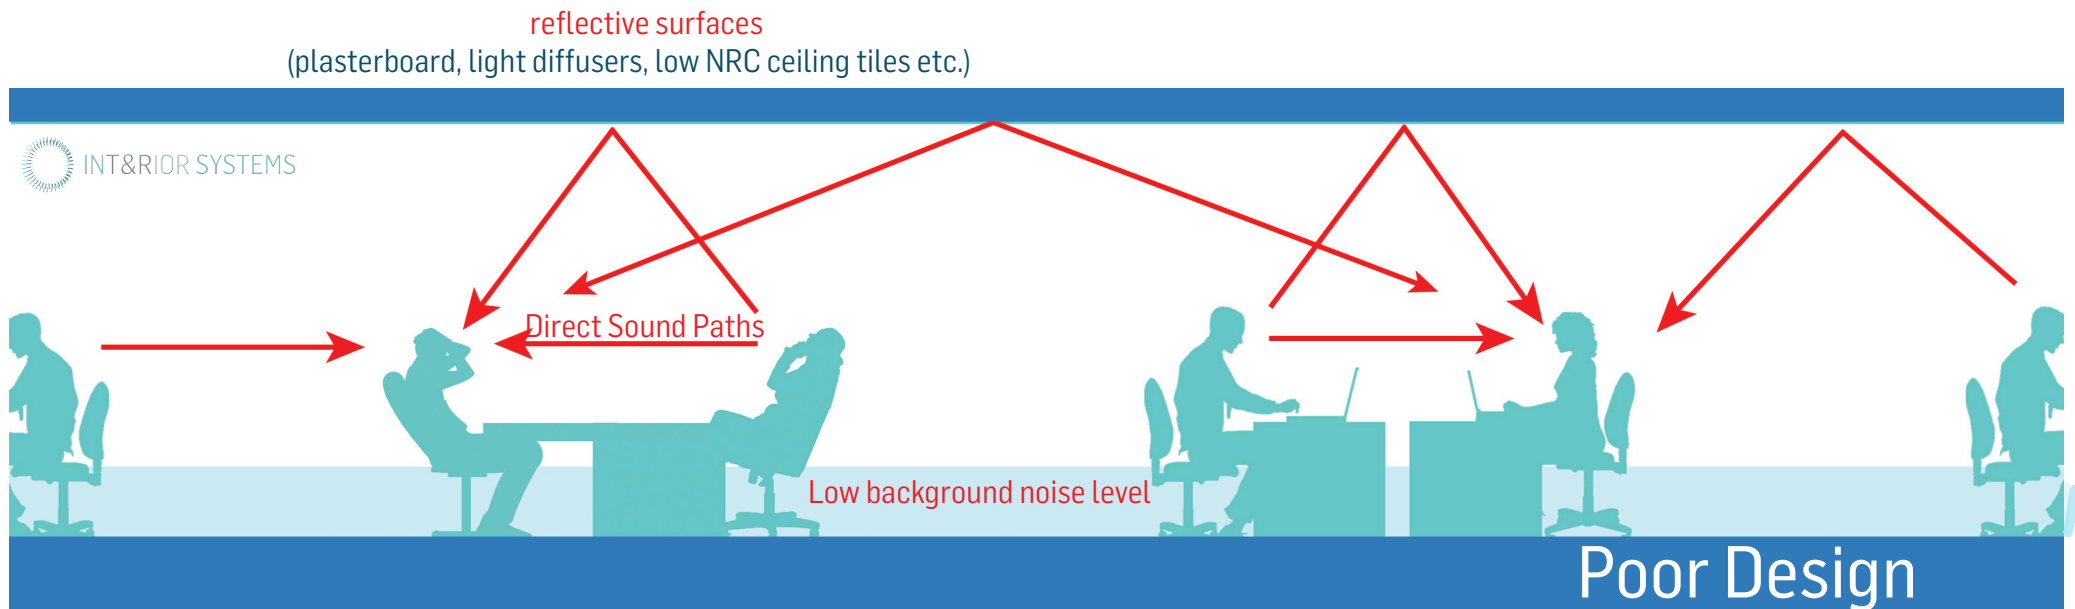 reflective surfaces
(plasterboard, light diffusers, low NRC ceiling tiles etc.)
INT&RIOR SYSTEMS
Direct Sound Paths
Low background noise level
Poor Design